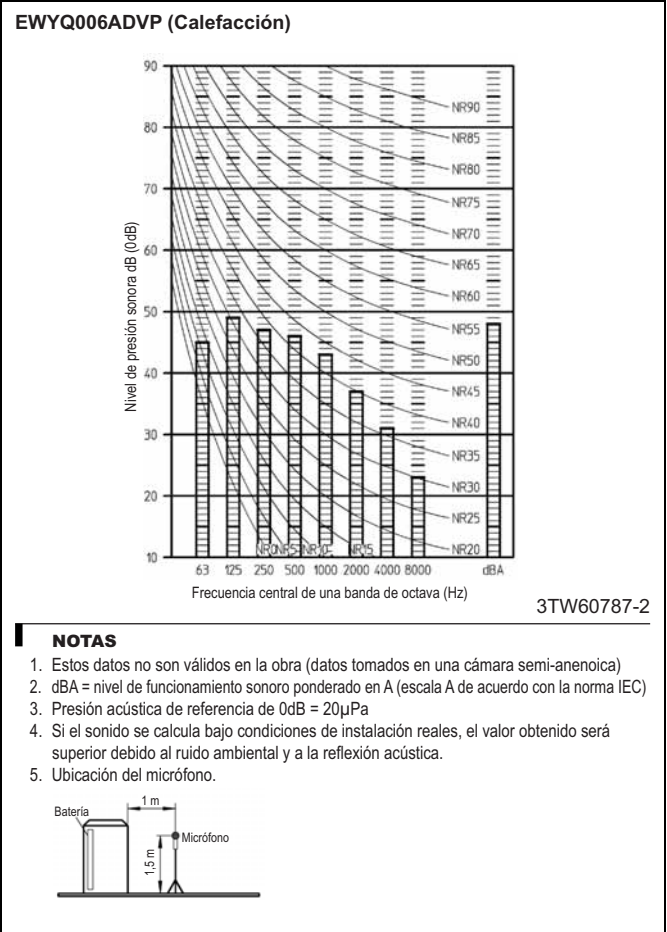 EWYQ006ADVP (Calefacción)
90
80
70
60
50
40
30
20
10
Nivel de presión sonora dB (0dB)
NR90
NR85
NR80
NR75
NR70
NR65
NR60
NR55
NR50
NR45
NR40
NR35
NR30
NR25
NR20
NR0 NR5 NR10 NR15
63 125 250 500 1000 2000 4000 8000 dBA
Frecuencia central de una banda de octava (Hz)
3TW60787-2
NOTAS
1. Estos datos no son válidos en la obra (datos tomados en una cámara semi-anenoica)
2. dBA = nivel de funcionamiento sonoro ponderado en A (escala A de acuerdo con la norma IEC)
3. Presión acústica de referencia de 0dB = 20µPa
4. Si el sonido se calcula bajo condiciones de instalación reales, el valor obtenido será
superior debido al ruido ambiental y a la reflexión acústica.
5. Ubicación del micrófono.
Batería
1 m
Micrófono
1,5 m